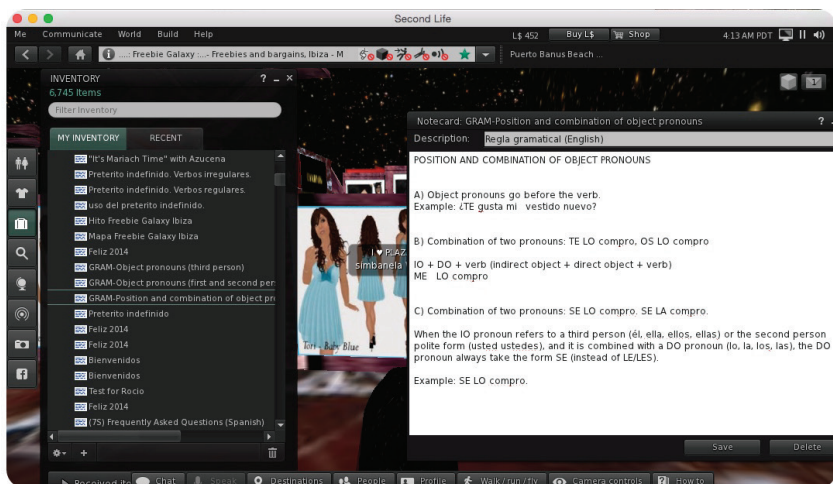 Second Life
Me Communicate World Build Help
L$ 452 Buy L$ Shop 4:13 AM PDT
....: Freebie Galaxy :...- Freebies and bargains, Ibiza - M
Puerto Banus Beach ...
INVENTORY
6,745 Items
Filter Inventory
MY INVENTORY RECENT
"It's Mariach Time" with Azucena
Preterito indefinido. Verbos irregulares.
Preterito indefinido. Verbos regulares.
uso del preterito indefinido.
Hito Freebie Galaxy Ibiza
Mapa Freebie Galaxy Ibiza
Feliz 2014
GRAM-Object pronouns (third person)
GRAM-Object pronouns (first and second per
GRAM-Position and combination of object pro
Preterito indefinido
Feliz 2014
Feliz 2014
Bienvenidos
Bienvenidos
Test for Rocio
Feliz 2014
(7S) Frequently Asked Questions (Spanish)
I ♥ PLAZ
simbanela
Tori - Baby Blue
1
Notecard: GRAM-Position and combination of object pronouns
Description: Regla gramatical (English)
POSITION AND COMBINATION OF OBJECT PRONOUNS
A) Object pronouns go before the verb.
Example: ¿TE gusta mi vestido nuevo?
B) Combination of two pronouns: TE LO compro, OS LO compro
IO + DO + verb (indirect object + direct object + verb)
ME LO compro
C) Combination of two pronouns: SE LO compro. SE LA compro.
When the IO pronoun refers to a third person (él, ella, ellos, ellas) or the second person
polite form (usted ustedes), and it is combined with a DO pronoun (lo, la, los, las), the DO
pronoun always take the form SE (instead of LE/LES).
Example: SE LO compro.
Save Delete
Received ite
Chat Speak Destinations People Profile Walk / run / fly Camera controls How to